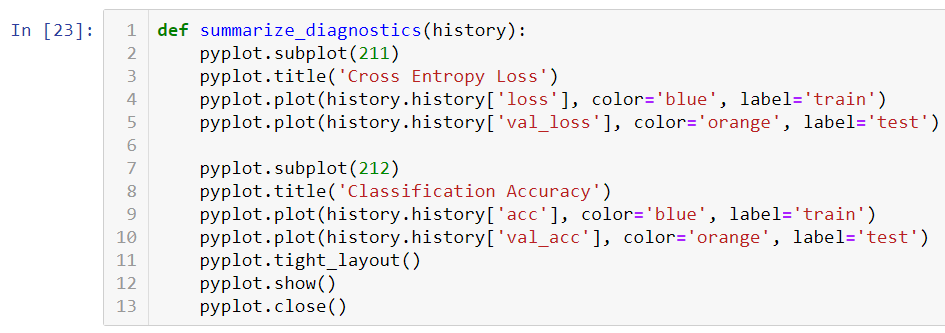 In [23]:
1 def summarize_diagnostics(history):
2     pyplot.subplot(211)
3     pyplot.title('Cross Entropy Loss')
4     pyplot.plot(history.history['loss'], color='blue', label='train')
5     pyplot.plot(history.history['val_loss'], color='orange', label='test')
6
7     pyplot.subplot(212)
8     pyplot.title('Classification Accuracy')
9     pyplot.plot(history.history['acc'], color='blue', label='train')
10     pyplot.plot(history.history['val_acc'], color='orange', label='test')
11     pyplot.tight_layout()
12     pyplot.show()
13     pyplot.close()